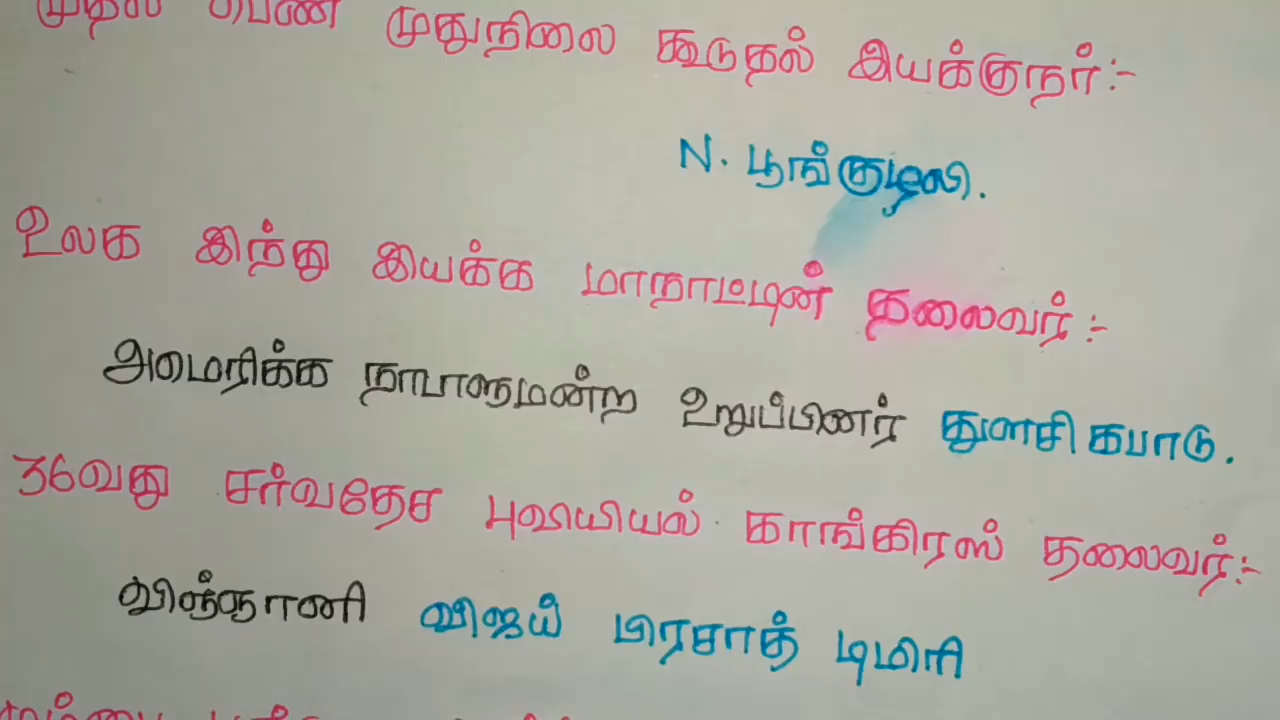 முதல் பெண் முதுநிலை கூடுதல் இயக்குநர்:-
N. பூங்குழலி.
உலக இந்து இயக்க மாநாட்டின் தலைவர்:-
அமெரிக்க நாபாளுமன்ற உறுப்பினர் துளசி கபாடு.
36வது சர்வதேச புவியியல் காங்கிரஸ் தலைவர்:-
விஞ்ஞானி விஜய் பிரசாத் டிமிரி